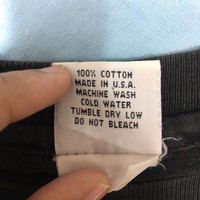 100% COTTON
MADE IN U.S.A.
MACHINE WASH
COLD WATER
TUMBLE DRY LOW
DO NOT BLEACH